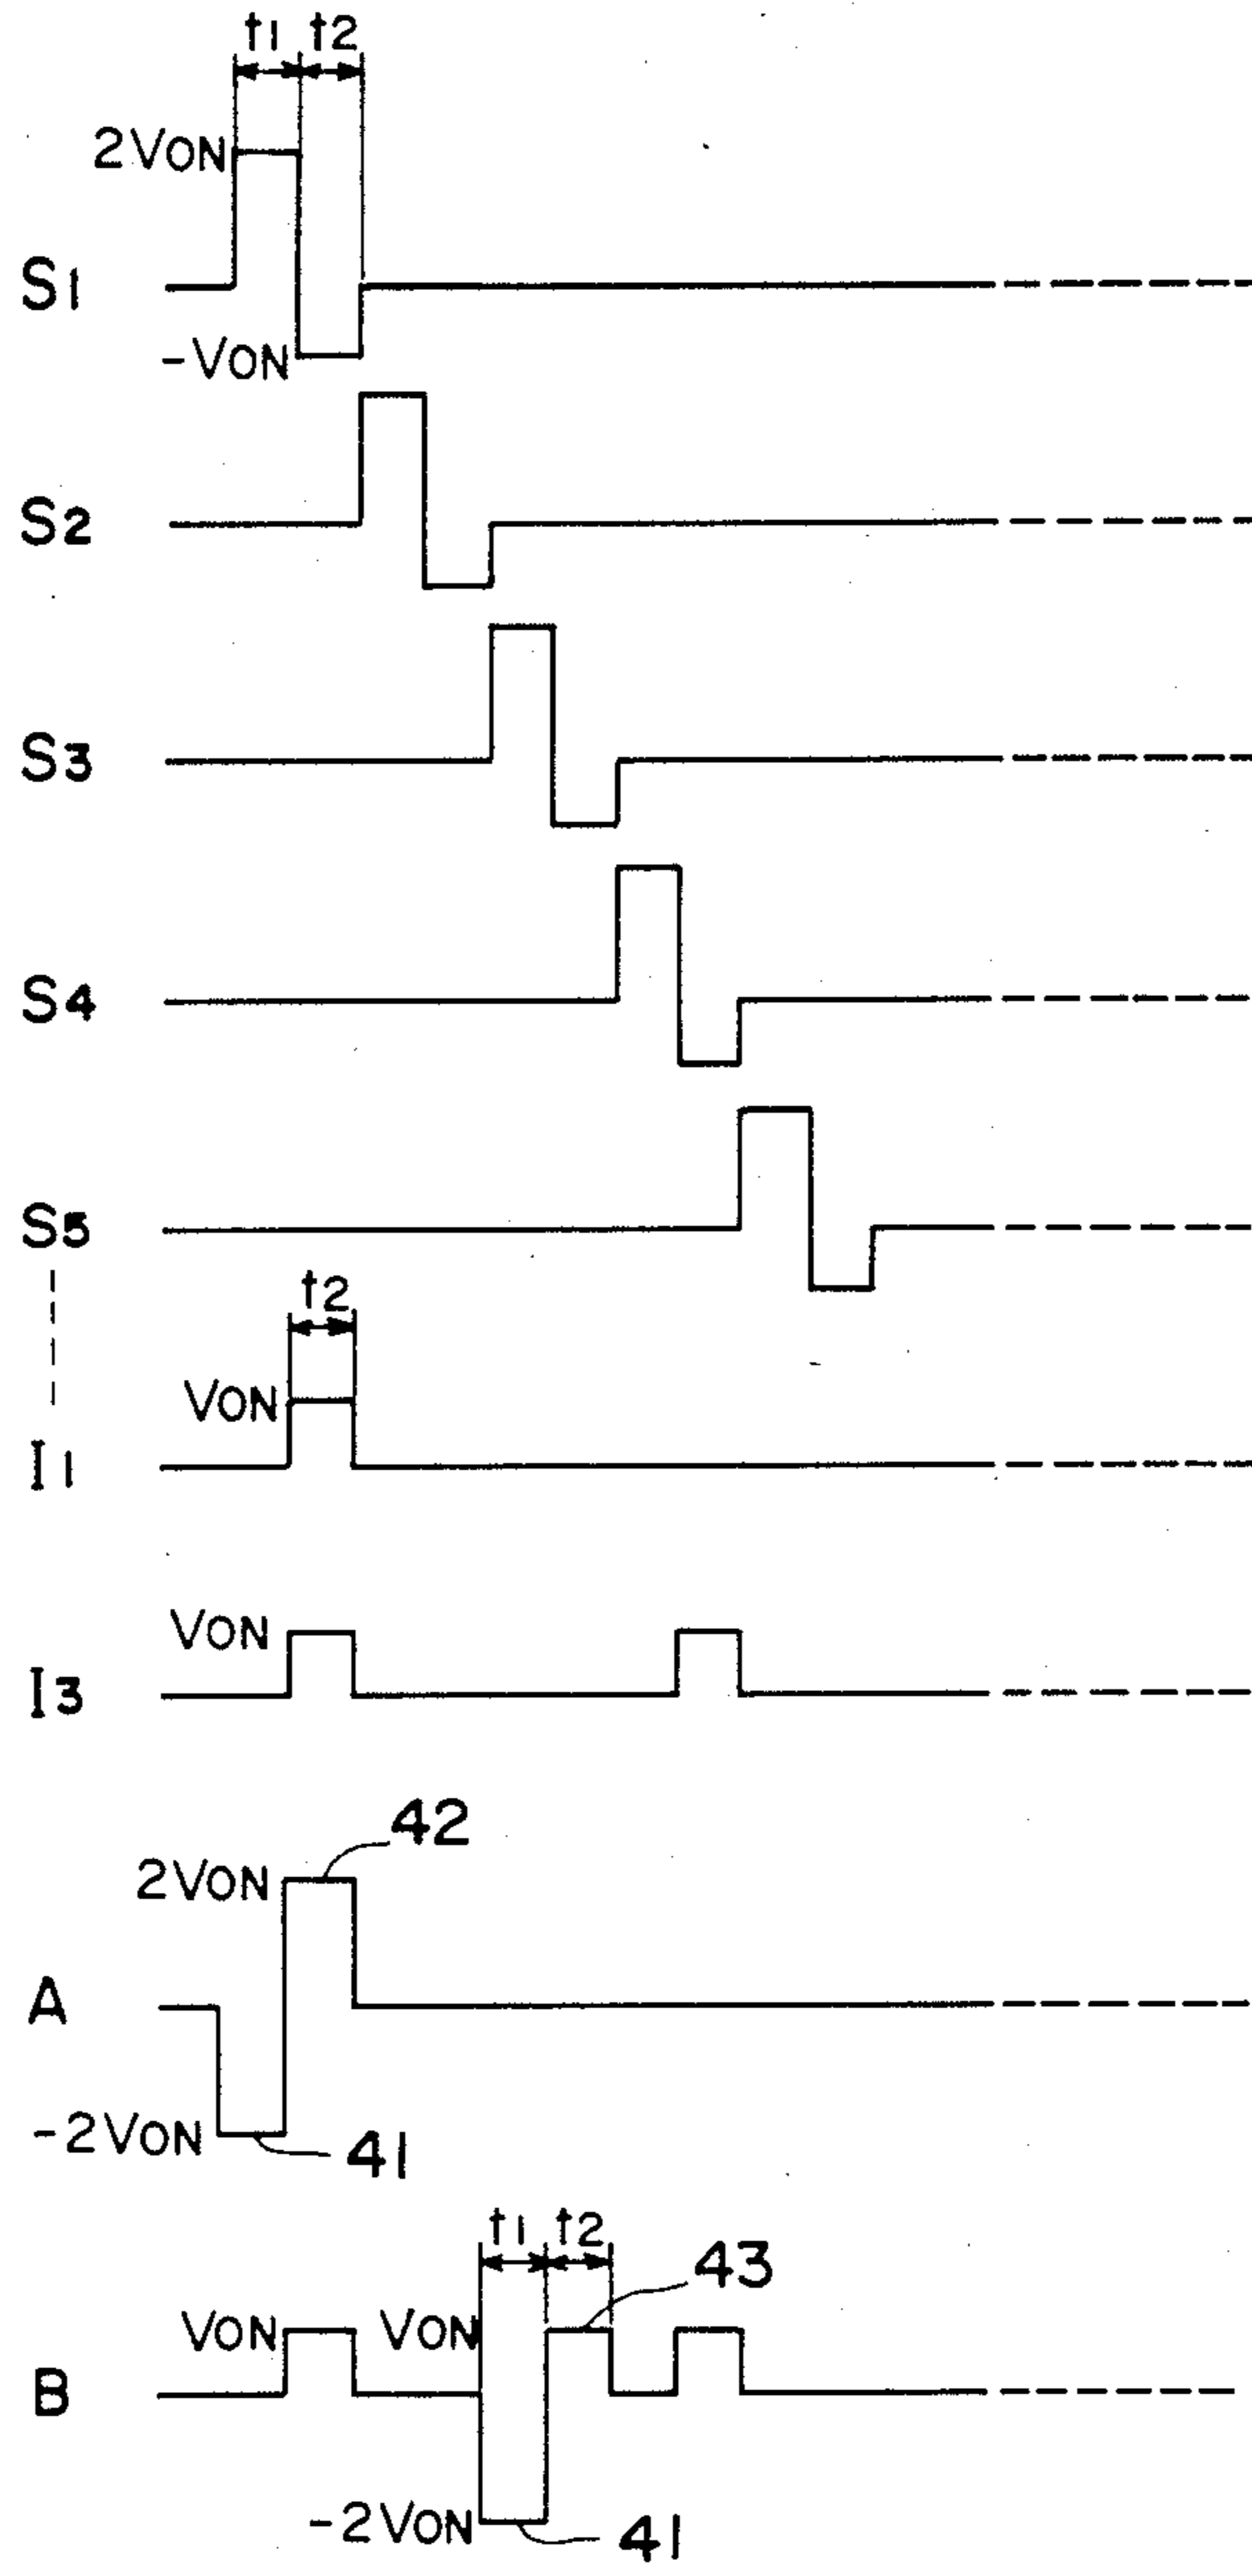 t1 t2
2VON
S1
-VON
S2
S3
S4
S5
t2
VON
I1
VON
I3
42
2VON
A
-2VON 41
t1 t2
43
VON VON
B
-2VON 41